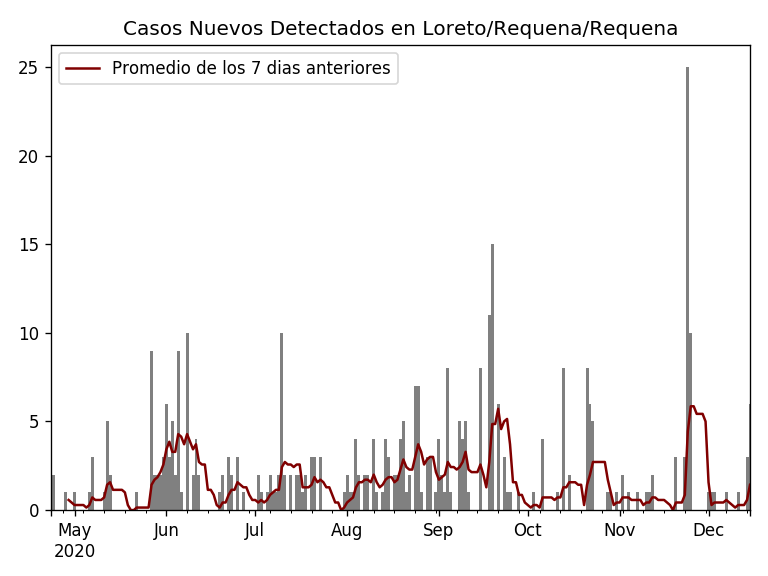 Casos Nuevos Detectados en Loreto/Requena/Requena
Promedio de los 7 dias anteriores
25
20
15
10
5
0
May Jun Jul Aug Sep Oct Nov Dec
2020